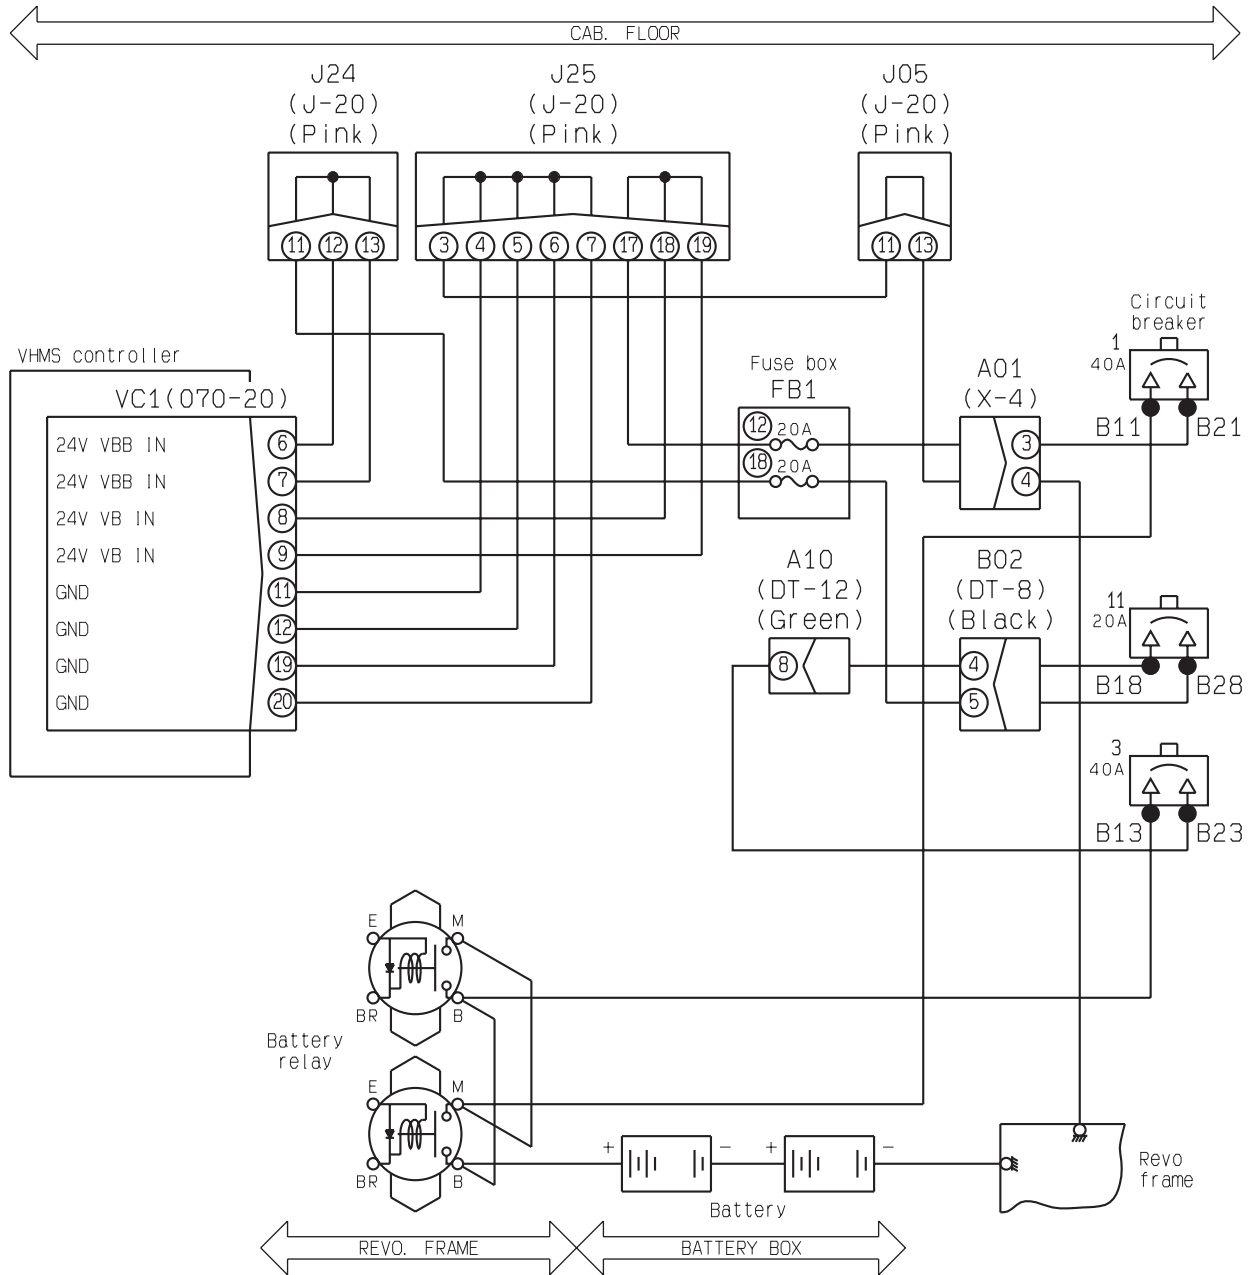 CAB. FLOOR
J24
(J-20)
(Pink)
J25
(J-20)
(Pink)
J05
(J-20)
(Pink)
11 12 13
3 4 5 6 7 17 18 19
11 13
Circuit
breaker
1
40A
B11 B21
VHMS controller
VC1(070-20)
Fuse box
FB1
12 20A
18 20A
A01
(X-4)
3
4
24V VBB IN 6
24V VBB IN 7
24V VB IN 8
24V VB IN 9
GND 11
GND 12
GND 19
GND 20
A10
(DT-12)
(Green)
8
B02
(DT-8)
(Black)
4
5
11
20A
B18 B28
3
40A
B13 B23
E M
BR B
Battery
relay
E M
BR B
+ - + -
Battery
Revo
frame
REVO. FRAME
BATTERY BOX